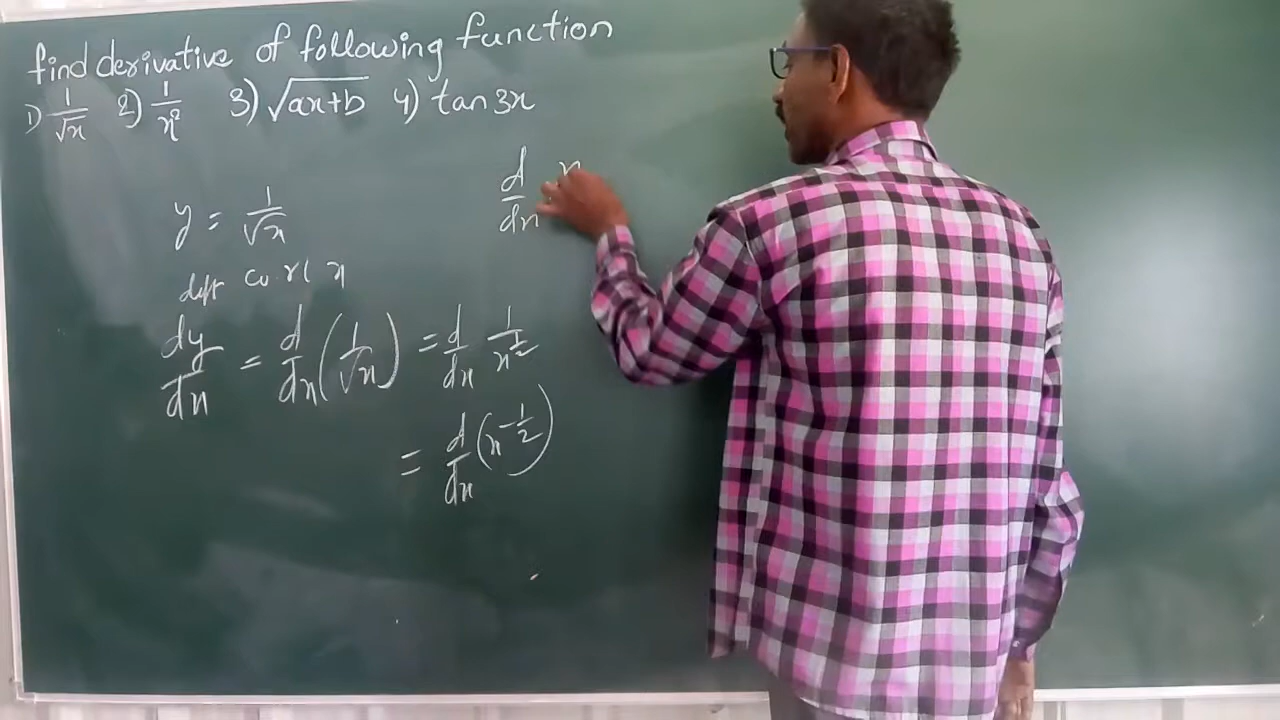 find derivative of following function
1) 1/√x 2) 1/x² 3) √ax+b 4) tan 3x
d/dx x
y = 1/√x
diff w.r.t x
dy/dx = d/dx (1/√x) = d/dx 1/x^1/2
= d/dx (x^-1/2)